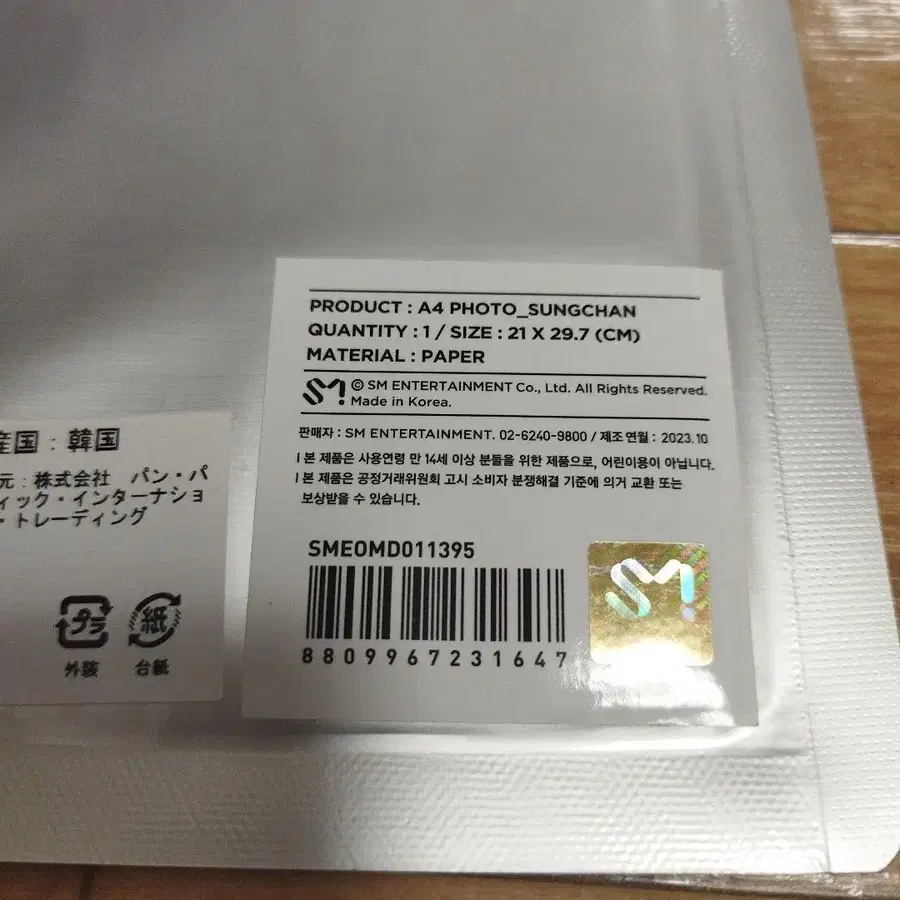 PRODUCT : A4 PHOTO_SUNGCHAN
QUANTITY : 1 / SIZE : 21 X 29.7 (CM)
MATERIAL : PAPER
SM! © SM ENTERTAINMENT Co., Ltd. All Rights Reserved.
Made in Korea.
판매자 : SM ENTERTAINMENT. 02-6240-9800 / 제조연월 : 2023.10
I 본 제품은 사용연령 만 14세 이상 분들을 위한 제품으로, 어린이용이 아닙니다.
I 본 제품은 공정거래위원회 고시 소비자 분쟁해결 기준에 의거 교환 또는
보상받을 수 있습니다.
SMEOMD011395
8809967231647
SM!
産国 : 韓国
元 : 株式会社 パン・パ
ィック・インターナショ
・トレーディング
プラ 紙
外装 台紙